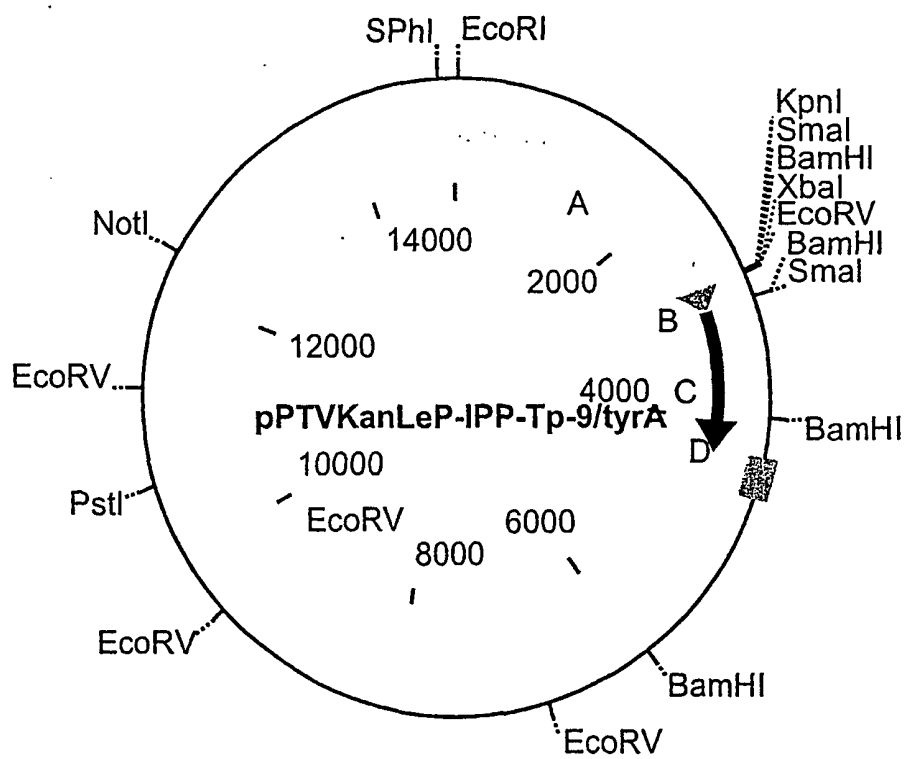 SPhI EcoRI
KpnI
SmaI
BamHI
XbaI
EcoRV
BamHI
SmaI
A
NotI
14000
2000
B
12000
EcoRV
4000 C
pPTVKanLeP-IPP-Tp-9/tyrA
BamHI
D
10000
PstI
EcoRV
6000
8000
EcoRV
BamHI
EcoRV